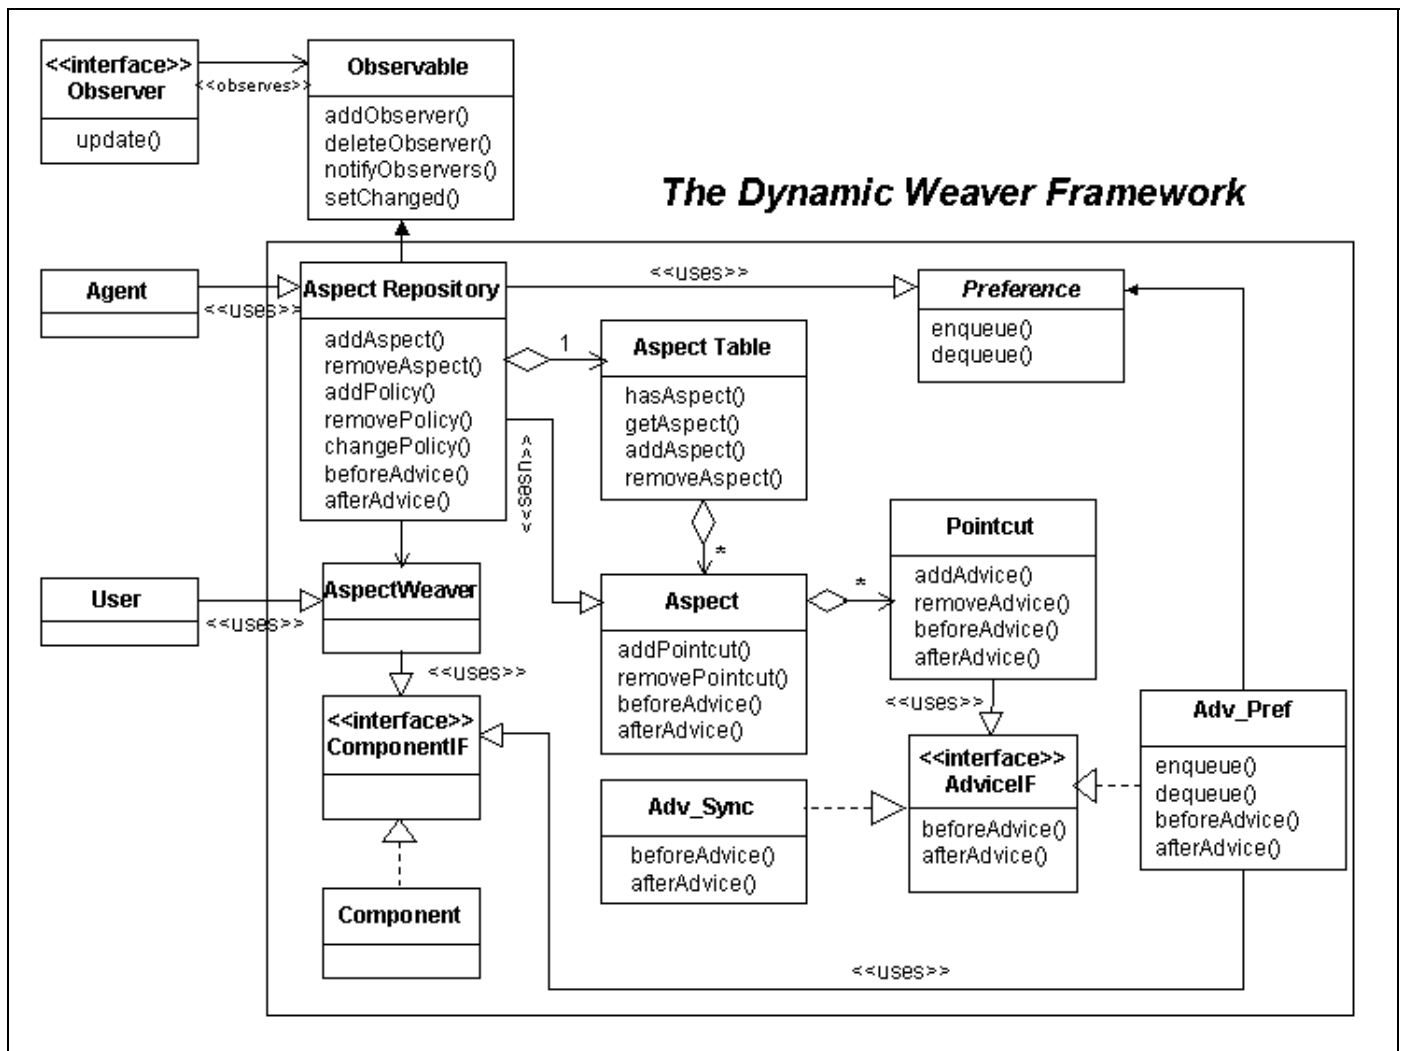 <<interface>>
Observer
update()
<<observes>>
Observable
addObserver()
deleteObserver()
notifyObservers()
setChanged()
The Dynamic Weaver Framework
Agent
<<uses>>
Aspect Repository
addAspect()
removeAspect()
addPolicy()
removePolicy()
changePolicy()
beforeAdvice()
afterAdvice()
<<uses>>
Preference
enqueue()
dequeue()
1
Aspect Table
hasAspect()
getAspect()
addAspect()
removeAspect()
<<uses>>
*
User
<<uses>>
AspectWeaver
<<uses>>
Aspect
addPointcut()
removePointcut()
beforeAdvice()
afterAdvice()
*
Pointcut
addAdvice()
removeAdvice()
beforeAdvice()
afterAdvice()
<<uses>>
<<interface>>
ComponentIF
Adv_Sync
beforeAdvice()
afterAdvice()
<<interface>>
AdviceIF
beforeAdvice()
afterAdvice()
Adv_Pref
enqueue()
dequeue()
beforeAdvice()
afterAdvice()
Component
<<uses>>